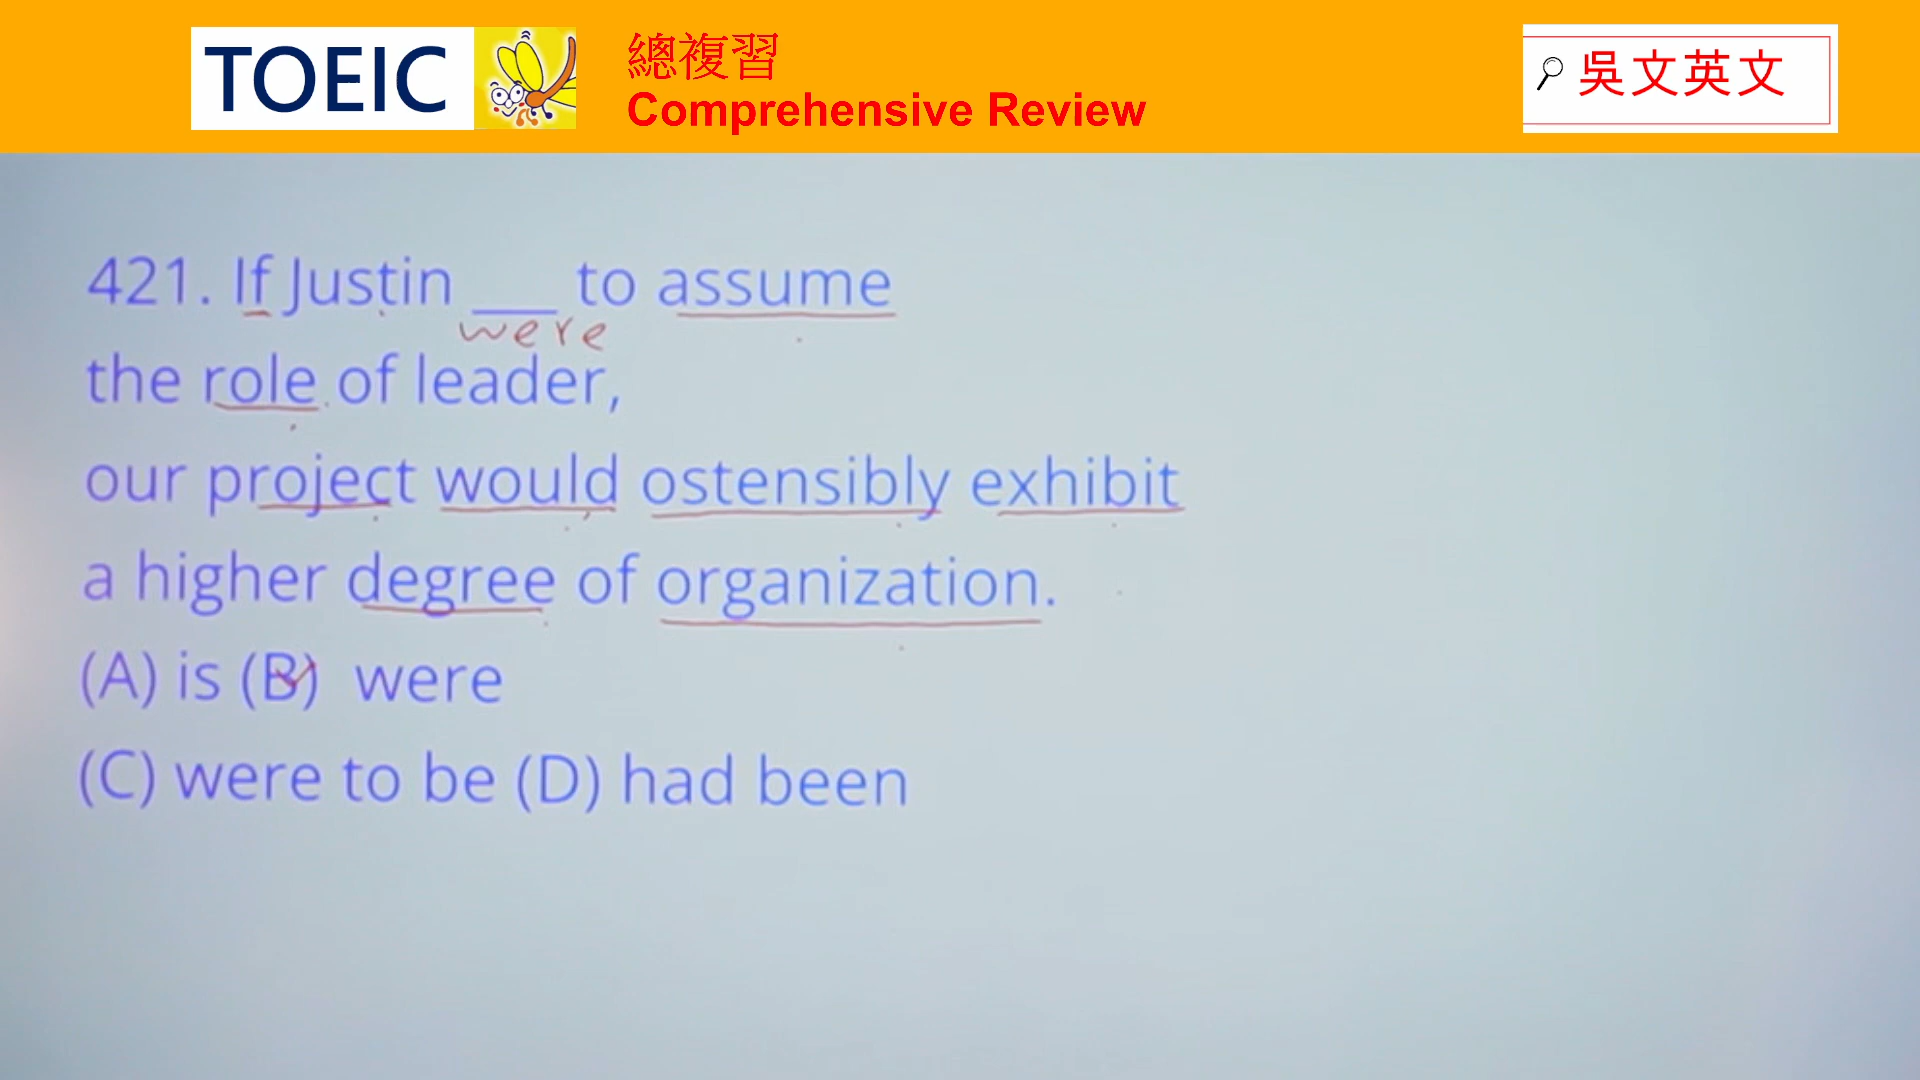 TOEIC
總複習
Comprehensive Review
吳文英文
421. If Justin ___ to assume
were
the role of leader,
our project would ostensibly exhibit
a higher degree of organization.
(A) is (B) were
(C) were to be (D) had been